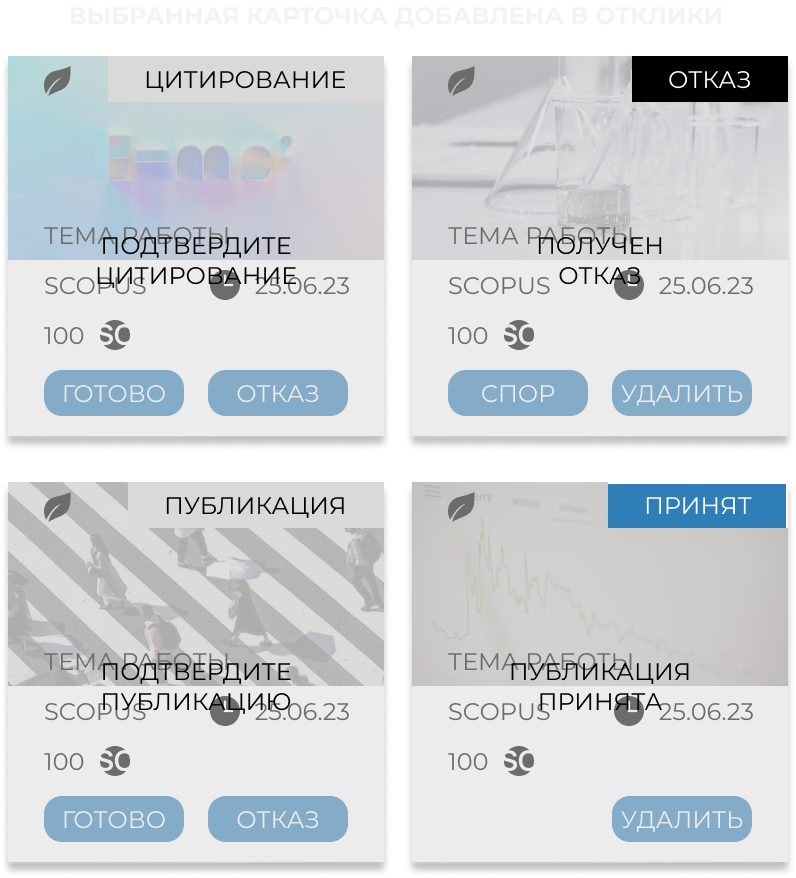 ВЫБРАННАЯ КАРТОЧКА ДОБАВЛЕНА В ОТКЛИКИ
ЦИТИРОВАНИЕ
ТЕМА РАБОТЫ
ПОДТВЕРДИТЕ
ЦИТИРОВАНИЕ
SCOPUS 25.06.23
100 SC
ГОТОВО ОТКАЗ
ОТКАЗ
ТЕМА РАБОТЫ
ПОЛУЧЕН
ОТКАЗ
SCOPUS 25.06.23
100 SC
СПОР УДАЛИТЬ
ПУБЛИКАЦИЯ
ТЕМА РАБОТЫ
ПОДТВЕРДИТЕ
ПУБЛИКАЦИЮ
SCOPUS 25.06.23
100 SC
ГОТОВО ОТКАЗ
ПРИНЯТ
WOCHE MONAT
ТЕМА РАБОТЫ
ПУБЛИКАЦИЯ
ПРИНЯТА
SCOPUS 25.06.23
100 SC
УДАЛИТЬ